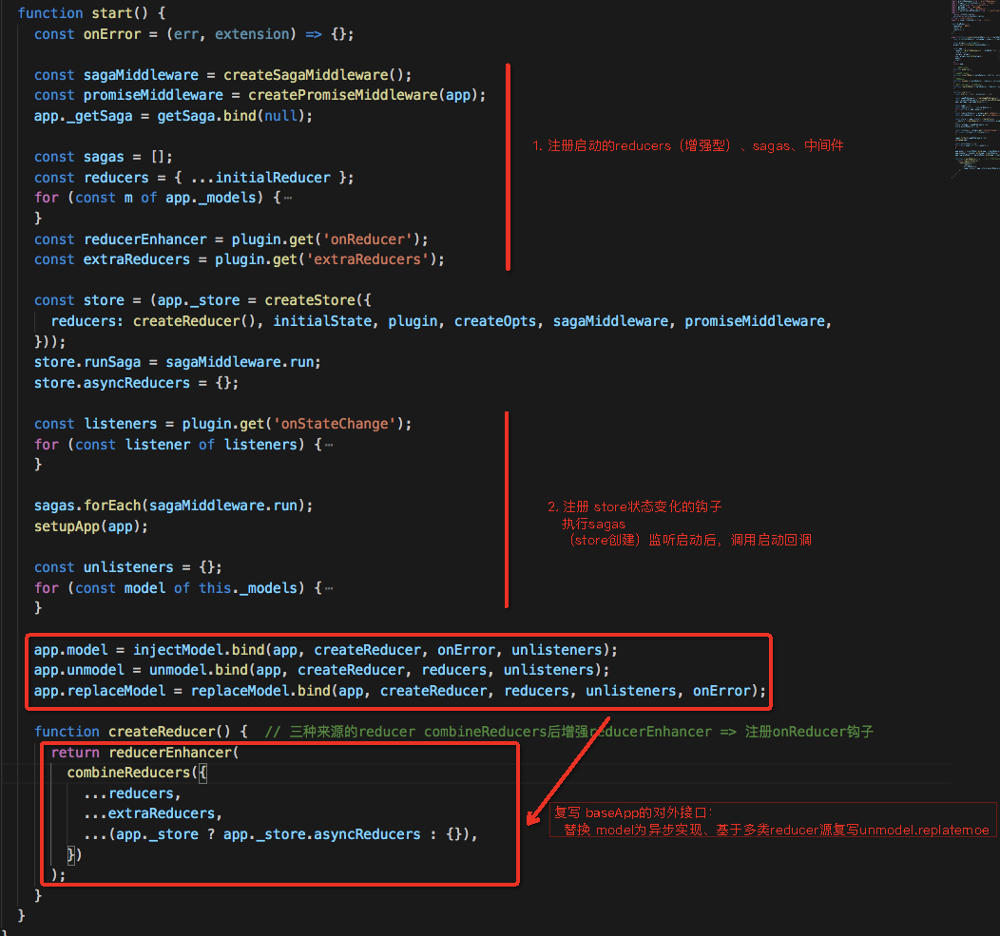 function start() {
const onError = (err, extension) => {};
const sagaMiddleware = createSagaMiddleware();
const promiseMiddleware = createPromiseMiddleware(app);
app._getSaga = getSaga.bind(null);
1. 注册启动的reducers（增强型）、sagas、中间件
const sagas = [];
const reducers = { ...initialReducer };
for (const m of app._models) {⋯
}
const reducerEnhancer = plugin.get('onReducer');
const extraReducers = plugin.get('extraReducers');
const store = (app._store = createStore({
reducers: createReducer(), initialState, plugin, createOpts, sagaMiddleware, promiseMiddleware,
}));
store.runSaga = sagaMiddleware.run;
store.asyncReducers = {};
const listeners = plugin.get('onStateChange');
for (const listener of listeners) {⋯
}
sagas.forEach(sagaMiddleware.run);
setupApp(app);
2. 注册 store状态变化的钩子
执行sagas
（store创建）监听启动后，调用启动回调
const unlisteners = {};
for (const model of this._models) {⋯
}
app.model = injectModel.bind(app, createReducer, onError, unlisteners);
app.unmodel = unmodel.bind(app, createReducer, reducers, unlisteners);
app.replaceModel = replaceModel.bind(app, createReducer, reducers, unlisteners, onError);
function createReducer() { // 三种来源的reducer combineReducers后增强reducerEnhancer => 注册onReducer钩子
return reducerEnhancer(
combineReducers({
...reducers,
...extraReducers,
...(app._store ? app._store.asyncReducers : {}),
})
);
复写 baseApp的对外接口：
替换 model为异步实现、基于多类reducer源复写unmodel.replatemoe
}
}
}